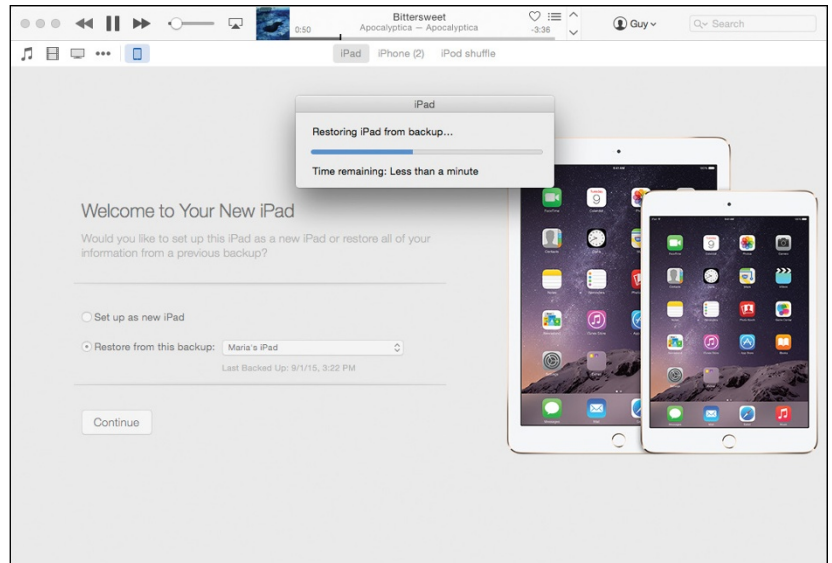 Bittersweet
0:50
Apocalyptica — Apocalyptica
-3:36
Guy
Search
iPad
iPhone (2)
iPod shuffle
iPad
Restoring iPad from backup...
Time remaining: Less than a minute
Welcome to Your New iPad
Would you like to set up this iPad as a new iPad or restore all of your
information from a previous backup?
Set up as new iPad
Restore from this backup:
Maria's iPad
Last Backed Up: 9/1/15, 3:22 PM
Continue